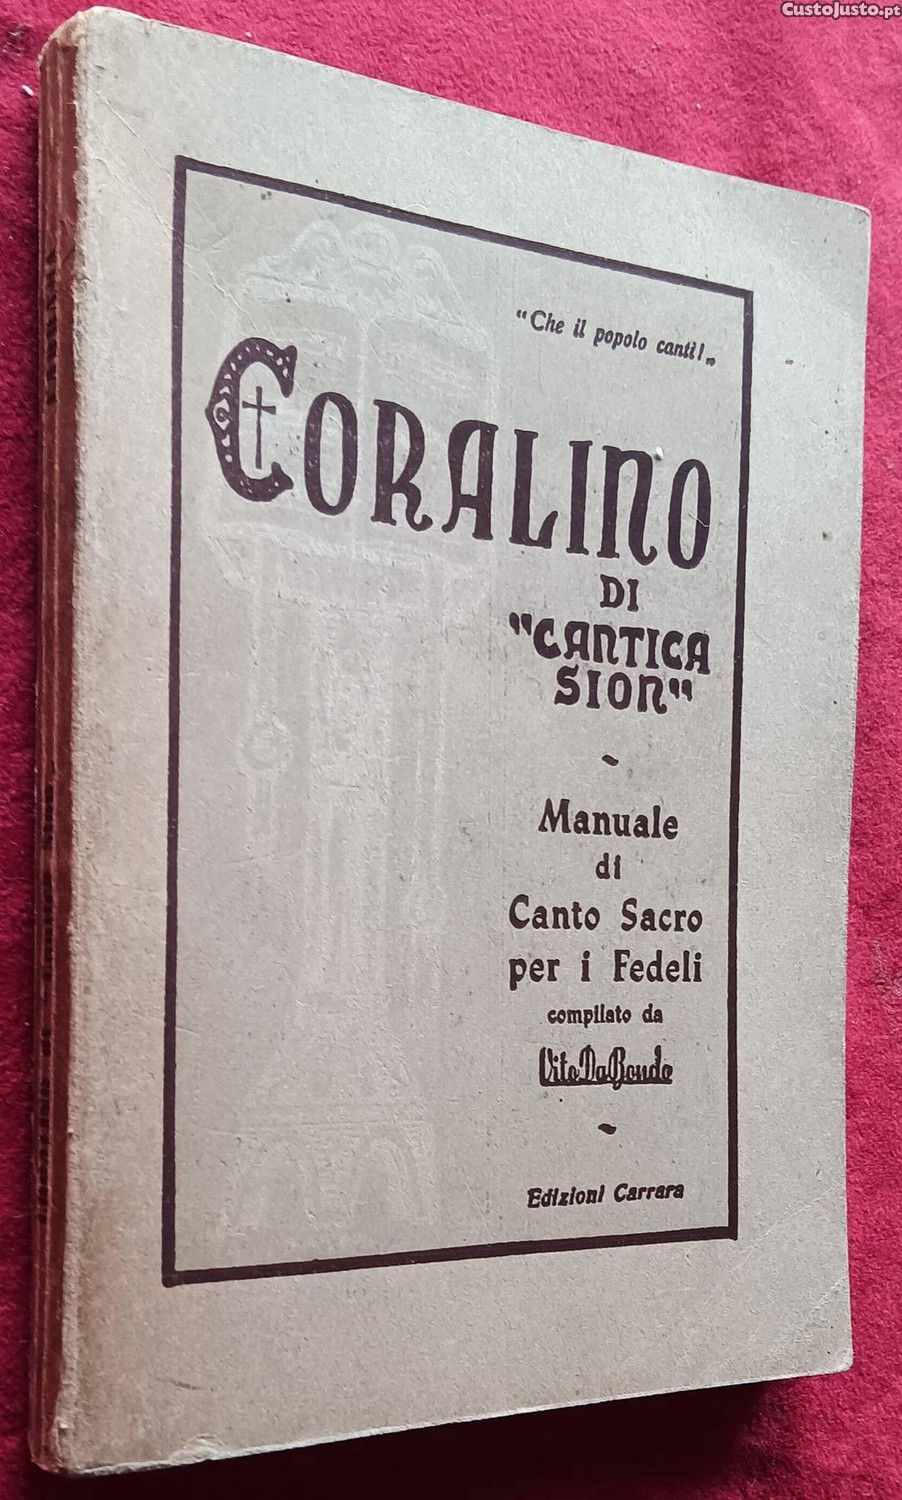 CustoJusto.pt
"Che il popolo canti!„
CORALINO
DI
"CANTICA
SION"
~
Manuale
di
Canto Sacro
per i Fedeli
compilato da
Vito Da Bondo
~
Edizioni Carrara